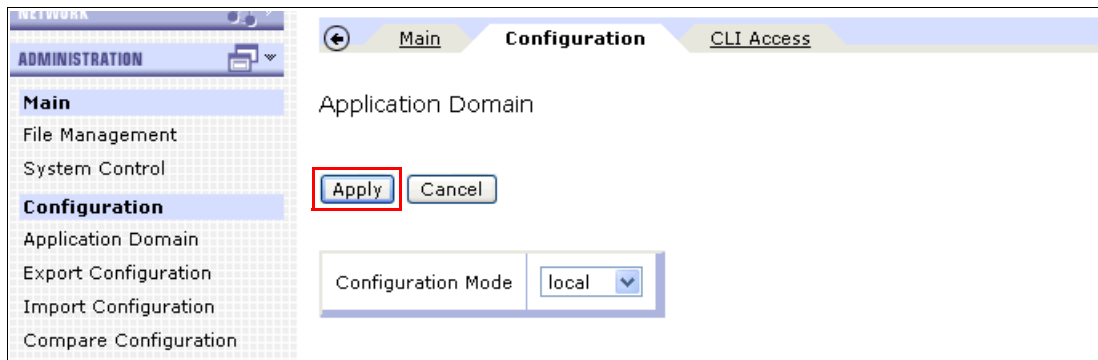 NETWORK
ADMINISTRATION
Main
File Management
System Control
Configuration
Application Domain
Export Configuration
Import Configuration
Compare Configuration
Main
Configuration
CLI Access
Application Domain
Apply
Cancel
Configuration Mode
local